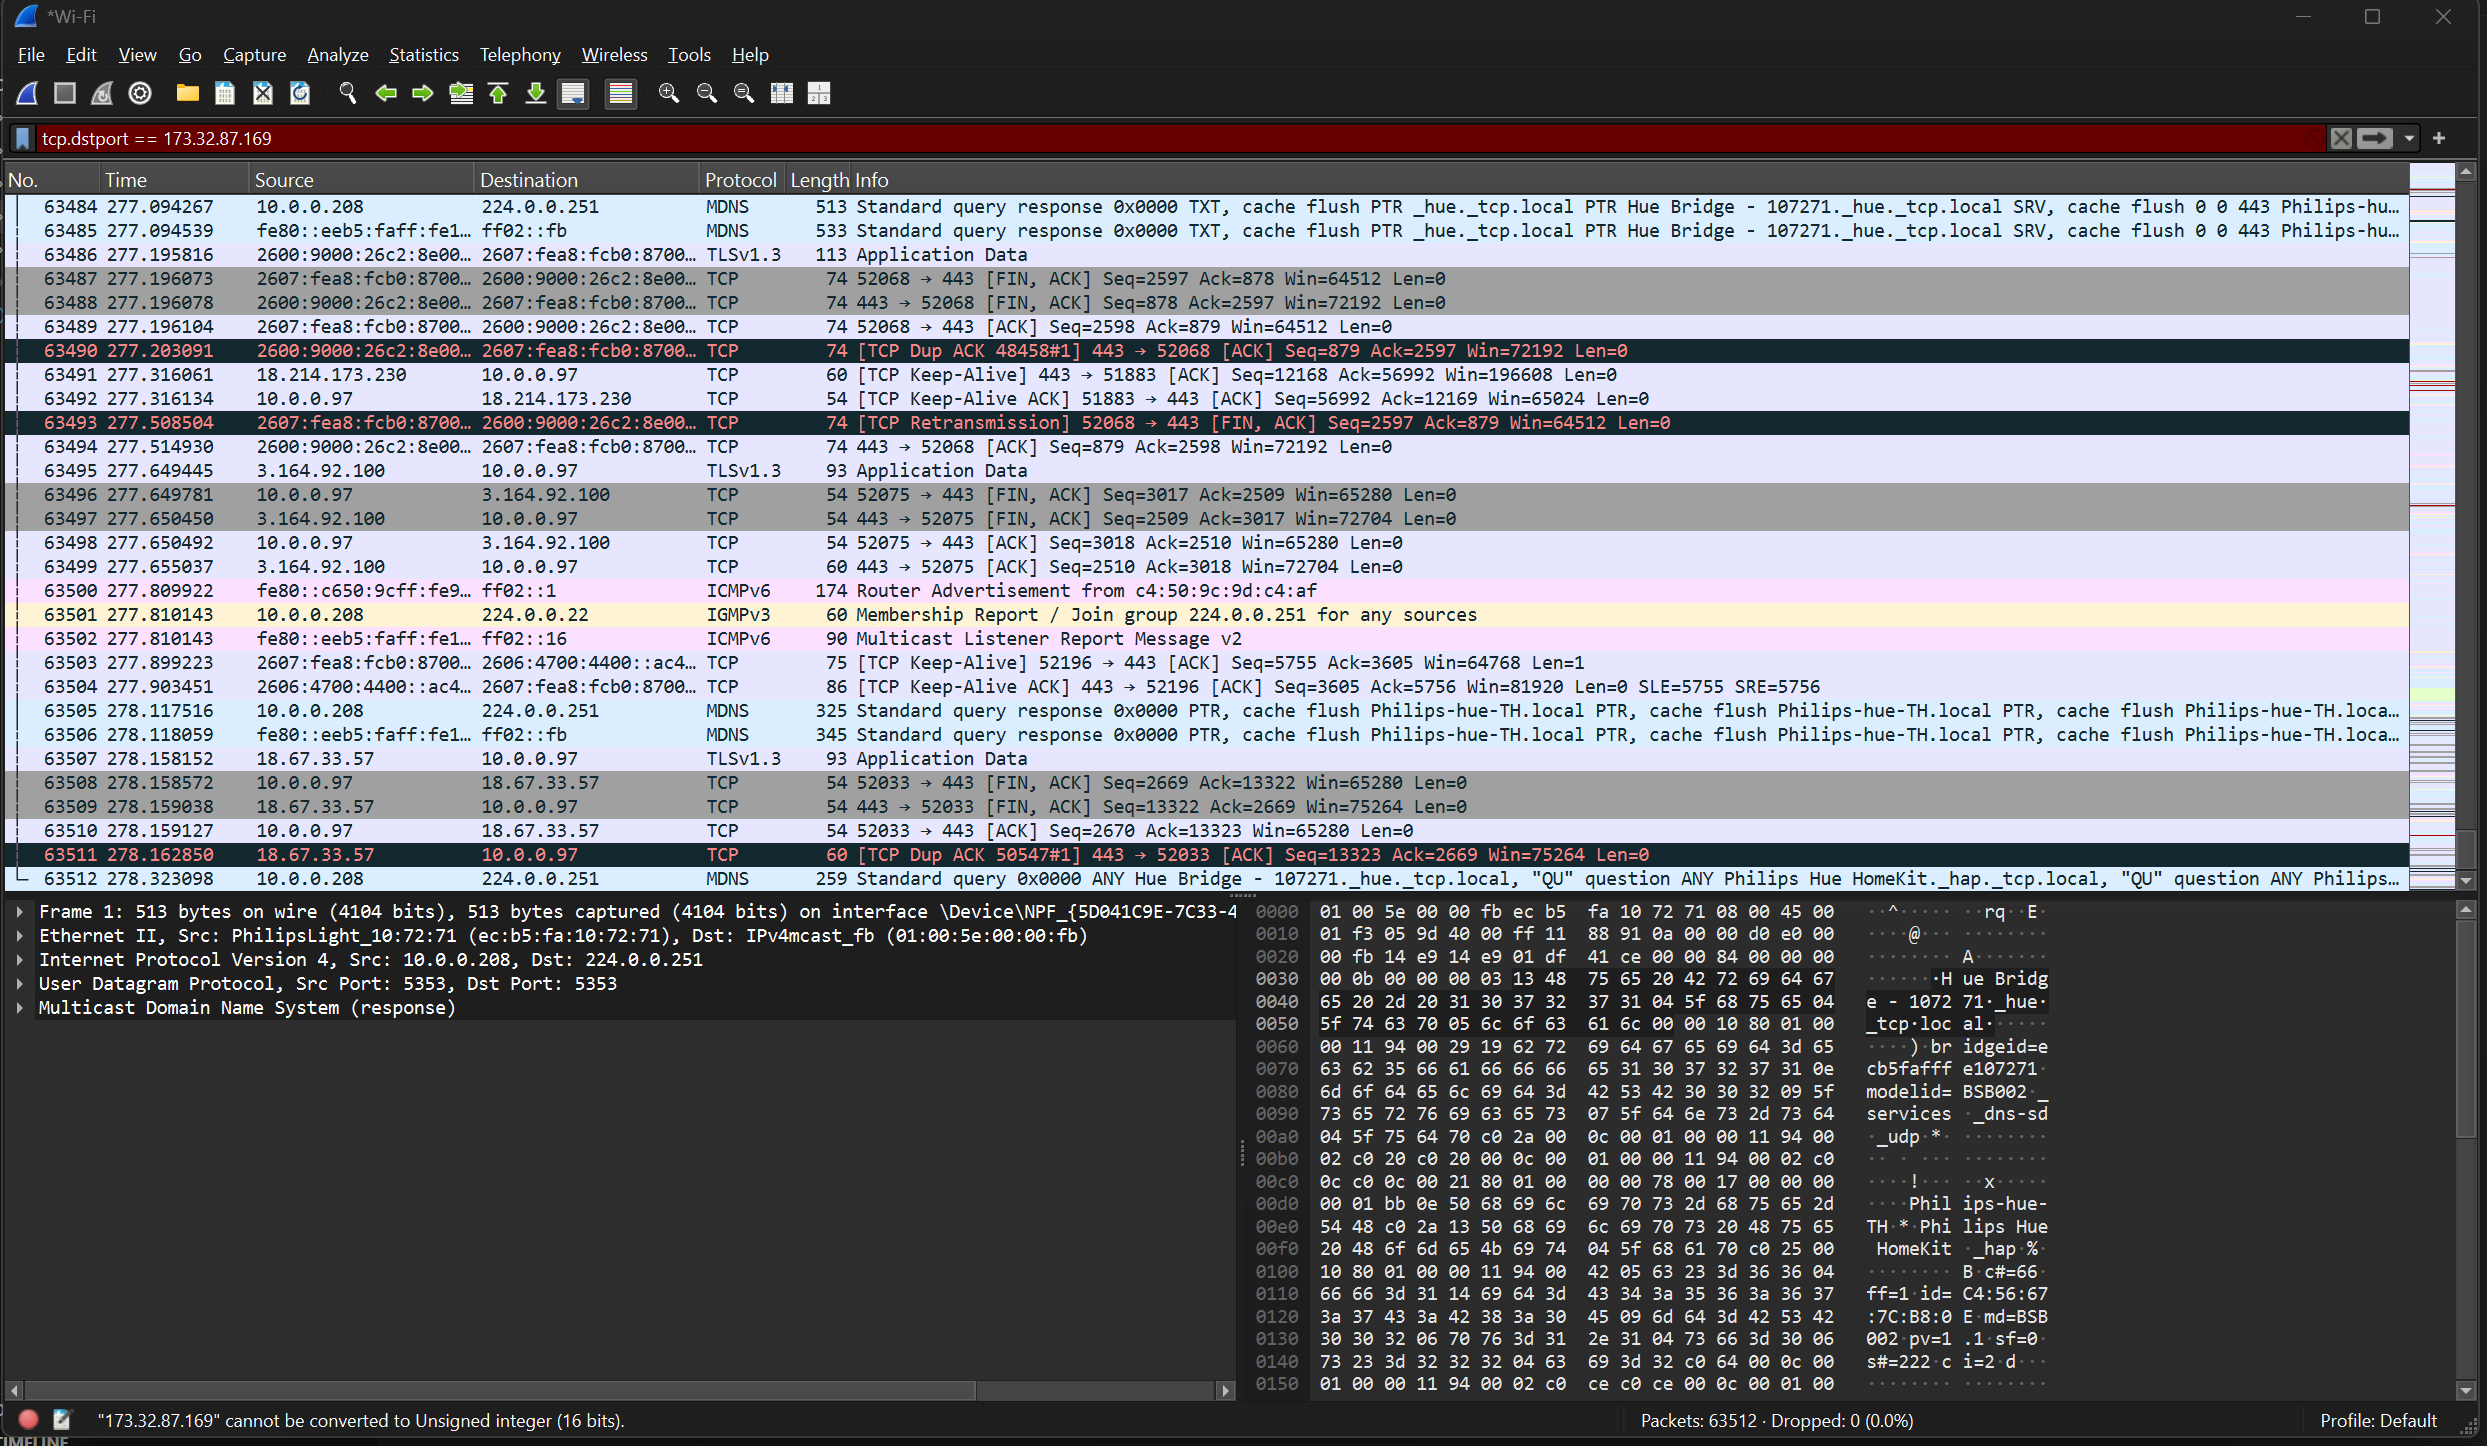 *Wi-Fi
File Edit View Go Capture Analyze Statistics Telephony Wireless Tools Help
tcp.dstport == 173.32.87.169
No. Time Source Destination Protocol Length Info
63484 277.094267 10.0.0.208 224.0.0.251 MDNS 513 Standard query response 0x0000 TXT, cache flush PTR _hue._tcp.local PTR Hue Bridge - 107271._hue._tcp.local SRV, cache flush 0 0 443 Philips-hu…
63485 277.094539 fe80::eeb5:faff:fe1… ff02::fb MDNS 533 Standard query response 0x0000 TXT, cache flush PTR _hue._tcp.local PTR Hue Bridge - 107271._hue._tcp.local SRV, cache flush 0 0 443 Philips-hu…
63486 277.195816 2600:9000:26c2:8e00… 2607:fea8:fcb0:8700… TLSv1.3 113 Application Data
63487 277.196073 2607:fea8:fcb0:8700… 2600:9000:26c2:8e00… TCP 74 52068 → 443 [FIN, ACK] Seq=2597 Ack=878 Win=64512 Len=0
63488 277.196078 2600:9000:26c2:8e00… 2607:fea8:fcb0:8700… TCP 74 443 → 52068 [FIN, ACK] Seq=878 Ack=2597 Win=72192 Len=0
63489 277.196104 2607:fea8:fcb0:8700… 2600:9000:26c2:8e00… TCP 74 52068 → 443 [ACK] Seq=2598 Ack=879 Win=64512 Len=0
63490 277.203091 2600:9000:26c2:8e00… 2607:fea8:fcb0:8700… TCP 74 [TCP Dup ACK 48458#1] 443 → 52068 [ACK] Seq=879 Ack=2597 Win=72192 Len=0
63491 277.316061 18.214.173.230 10.0.0.97 TCP 60 [TCP Keep-Alive] 443 → 51883 [ACK] Seq=12168 Ack=56992 Win=196608 Len=0
63492 277.316134 10.0.0.97 18.214.173.230 TCP 54 [TCP Keep-Alive ACK] 51883 → 443 [ACK] Seq=56992 Ack=12169 Win=65024 Len=0
63493 277.508504 2607:fea8:fcb0:8700… 2600:9000:26c2:8e00… TCP 74 [TCP Retransmission] 52068 → 443 [FIN, ACK] Seq=2597 Ack=879 Win=64512 Len=0
63494 277.514930 2600:9000:26c2:8e00… 2607:fea8:fcb0:8700… TCP 74 443 → 52068 [ACK] Seq=879 Ack=2598 Win=72192 Len=0
63495 277.649445 3.164.92.100 10.0.0.97 TLSv1.3 93 Application Data
63496 277.649781 10.0.0.97 3.164.92.100 TCP 54 52075 → 443 [FIN, ACK] Seq=3017 Ack=2509 Win=65280 Len=0
63497 277.650450 3.164.92.100 10.0.0.97 TCP 54 443 → 52075 [FIN, ACK] Seq=2509 Ack=3017 Win=72704 Len=0
63498 277.650492 10.0.0.97 3.164.92.100 TCP 54 52075 → 443 [ACK] Seq=3018 Ack=2510 Win=65280 Len=0
63499 277.655037 3.164.92.100 10.0.0.97 TCP 60 443 → 52075 [ACK] Seq=2510 Ack=3018 Win=72704 Len=0
63500 277.809922 fe80::c650:9cff:fe9… ff02::1 ICMPv6 174 Router Advertisement from c4:50:9c:9d:c4:af
63501 277.810143 10.0.0.208 224.0.0.22 IGMPv3 60 Membership Report / Join group 224.0.0.251 for any sources
63502 277.810143 fe80::eeb5:faff:fe1… ff02::16 ICMPv6 90 Multicast Listener Report Message v2
63503 277.899223 2607:fea8:fcb0:8700… 2606:4700:4400::ac4… TCP 75 [TCP Keep-Alive] 52196 → 443 [ACK] Seq=5755 Ack=3605 Win=64768 Len=1
63504 277.903451 2606:4700:4400::ac4… 2607:fea8:fcb0:8700… TCP 86 [TCP Keep-Alive ACK] 443 → 52196 [ACK] Seq=3605 Ack=5756 Win=81920 Len=0 SLE=5755 SRE=5756
63505 278.117516 10.0.0.208 224.0.0.251 MDNS 325 Standard query response 0x0000 PTR, cache flush Philips-hue-TH.local PTR, cache flush Philips-hue-TH.local PTR, cache flush Philips-hue-TH.loca…
63506 278.118059 fe80::eeb5:faff:fe1… ff02::fb MDNS 345 Standard query response 0x0000 PTR, cache flush Philips-hue-TH.local PTR, cache flush Philips-hue-TH.local PTR, cache flush Philips-hue-TH.loca…
63507 278.158152 18.67.33.57 10.0.0.97 TLSv1.3 93 Application Data
63508 278.158572 10.0.0.97 18.67.33.57 TCP 54 52033 → 443 [FIN, ACK] Seq=2669 Ack=13322 Win=65280 Len=0
63509 278.159038 18.67.33.57 10.0.0.97 TCP 54 443 → 52033 [FIN, ACK] Seq=13322 Ack=2669 Win=75264 Len=0
63510 278.159127 10.0.0.97 18.67.33.57 TCP 54 52033 → 443 [ACK] Seq=2670 Ack=13323 Win=65280 Len=0
63511 278.162850 18.67.33.57 10.0.0.97 TCP 60 [TCP Dup ACK 50547#1] 443 → 52033 [ACK] Seq=13323 Ack=2669 Win=75264 Len=0
63512 278.323098 10.0.0.208 224.0.0.251 MDNS 259 Standard query 0x0000 ANY Hue Bridge - 107271._hue._tcp.local, "QU" question ANY Philips Hue HomeKit._hap._tcp.local, "QU" question ANY Philips…
Frame 1: 513 bytes on wire (4104 bits), 513 bytes captured (4104 bits) on interface \Device\NPF_{5D041C9E-7C33-4
Ethernet II, Src: PhilipsLight_10:72:71 (ec:b5:fa:10:72:71), Dst: IPv4mcast_fb (01:00:5e:00:00:fb)
Internet Protocol Version 4, Src: 10.0.0.208, Dst: 224.0.0.251
User Datagram Protocol, Src Port: 5353, Dst Port: 5353
Multicast Domain Name System (response)
0000 01 00 5e 00 00 fb ec b5 fa 10 72 71 08 00 45 00 ··^····· ··rq··E·
0010 01 f3 05 9d 40 00 ff 11 88 91 0a 00 00 d0 e0 00 ····@··· ········
0020 00 fb 14 e9 14 e9 01 df 41 ce 00 00 84 00 00 00 ········ A·······
0030 00 0b 00 00 00 03 13 48 75 65 20 42 72 69 64 67 ·······H ue Bridg
0040 65 20 2d 20 31 30 37 32 37 31 04 5f 68 75 65 04 e - 1072 71·_hue·
0050 5f 74 63 70 05 6c 6f 63 61 6c 00 00 10 80 01 00 _tcp·loc al······
0060 00 11 94 00 29 19 62 72 69 64 67 65 69 64 3d 65 ····)·br idgeid=e
0070 63 62 35 66 61 66 66 66 65 31 30 37 32 37 31 0e cb5fafff e107271·
0080 6d 6f 64 65 6c 69 64 3d 42 53 42 30 30 32 09 5f modelid= BSB002·_
0090 73 65 72 76 69 63 65 73 07 5f 64 6e 73 2d 73 64 services ·_dns-sd
00a0 04 5f 75 64 70 c0 2a 00 0c 00 01 00 00 11 94 00 ·_udp·*· ········
00b0 02 c0 20 c0 20 00 0c 00 01 00 00 11 94 00 02 c0 ·· · ··· ········
00c0 0c c0 0c 00 21 80 01 00 00 00 78 00 17 00 00 00 ····!··· ··x·····
00d0 00 01 bb 0e 50 68 69 6c 69 70 73 2d 68 75 65 2d ····Phil ips-hue-
00e0 54 48 c0 2a 13 50 68 69 6c 69 70 73 20 48 75 65 TH·*·Phi lips Hue
00f0 20 48 6f 6d 65 4b 69 74 04 5f 68 61 70 c0 25 00 HomeKit ·_hap·%·
0100 10 80 01 00 00 11 94 00 42 05 63 23 3d 36 36 04 ········ B·c#=66·
0110 66 66 3d 31 14 69 64 3d 43 34 3a 35 36 3a 36 37 ff=1·id= C4:56:67
0120 3a 37 43 3a 42 38 3a 30 45 09 6d 64 3d 42 53 42 :7C:B8:0 E·md=BSB
0130 30 30 32 06 70 76 3d 31 2e 31 04 73 66 3d 30 06 002·pv=1 .1·sf=0·
0140 73 23 3d 32 32 32 04 63 69 3d 32 c0 64 00 0c 00 s#=222·c i=2·d···
0150 01 00 00 11 94 00 02 c0 ce c0 ce 00 0c 00 01 00 ········ ········
"173.32.87.169" cannot be converted to Unsigned integer (16 bits).
Packets: 63512 · Dropped: 0 (0.0%)
Profile: Default
TIMELINE